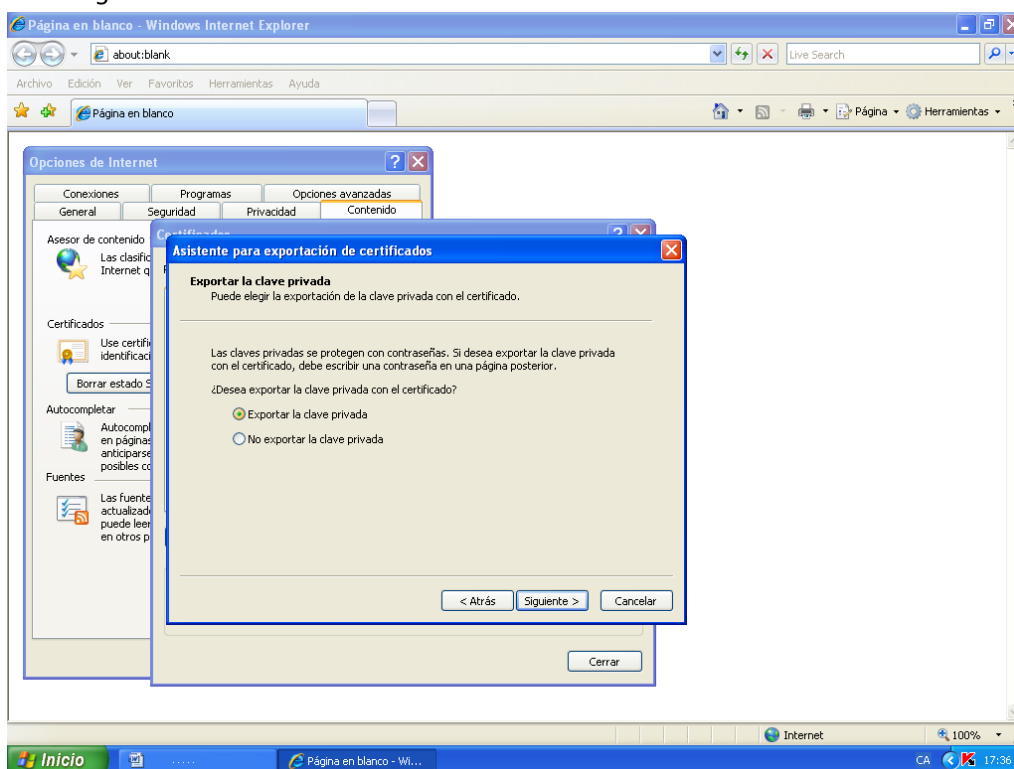 Página en blanco - Windows Internet Explorer
about:blank
Live Search
Archivo Edición Ver Favoritos Herramientas Ayuda
Página en blanco
Página Herramientas
Opciones de Internet
Conexiones Programas Opciones avanzadas
General Seguridad Privacidad Contenido
Asesor de contenido
Las clasific
Internet q
Certificados
Use certifi
identificaci
Borrar estado S
Autocompletar
Autocompl
en páginas
anticiparse
posibles co
Fuentes
Las fuente
actualizad
puede leer
en otros p
Certificados
Asistente para exportación de certificados
Exportar la clave privada
Puede elegir la exportación de la clave privada con el certificado.
Las claves privadas se protegen con contraseñas. Si desea exportar la clave privada
con el certificado, debe escribir una contraseña en una página posterior.
¿Desea exportar la clave privada con el certificado?
Exportar la clave privada
No exportar la clave privada
< Atrás Siguiente > Cancelar
Cerrar
Internet 100%
Inicio ..... Página en blanco - Wi... CA 17:36